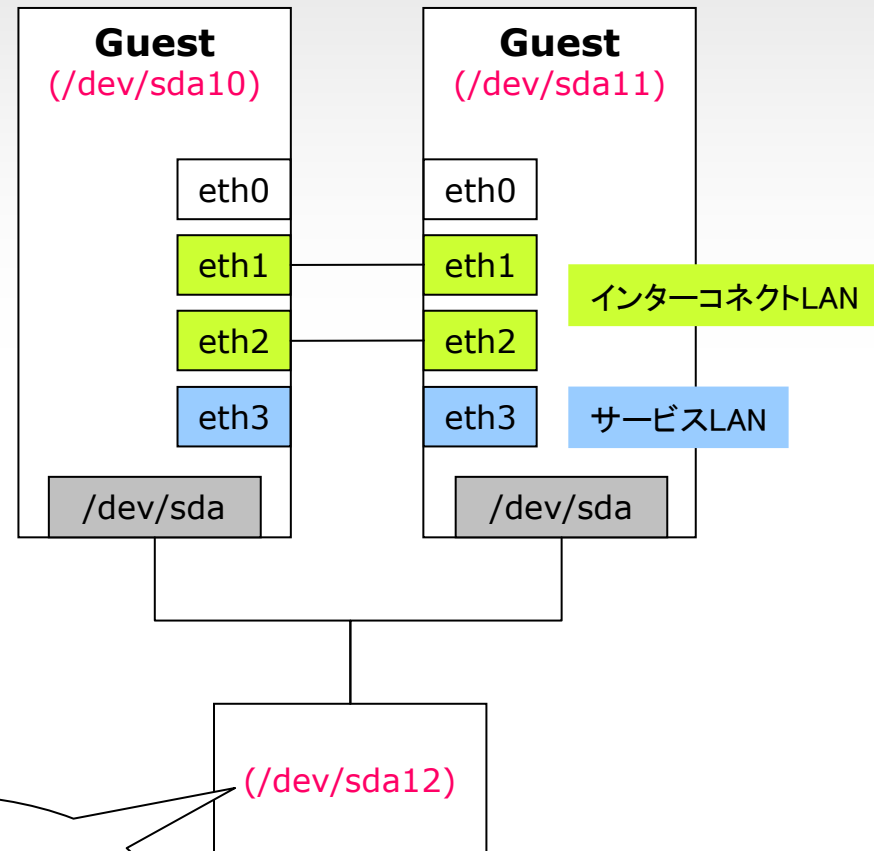 Guest
(/dev/sda10)
Guest
(/dev/sda11)
eth0
eth0
eth1
eth1
インターコネクトLAN
eth2
eth2
eth3
eth3
サービスLAN
/dev/sda
/dev/sda
(/dev/sda12)